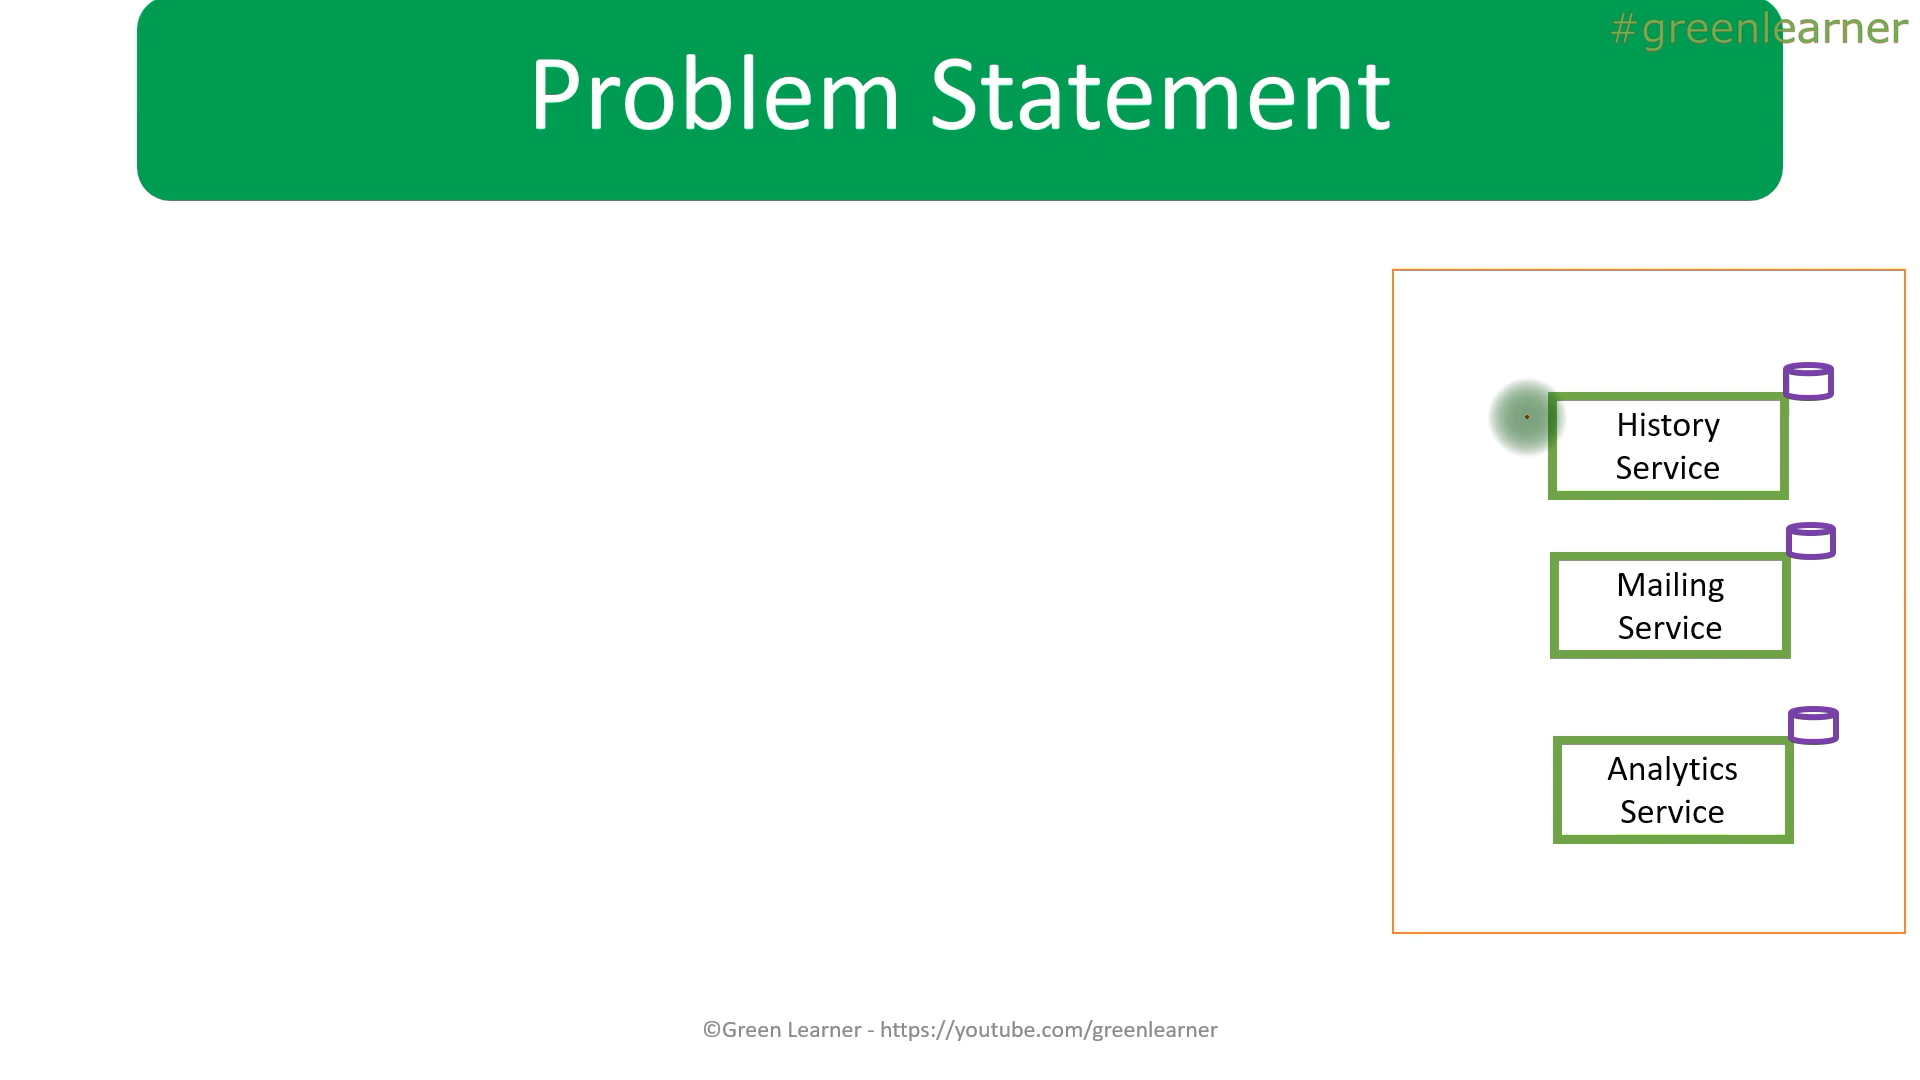 #greenlearner
Problem Statement
History
Service
Mailing
Service
Analytics
Service
©Green Learner - https://youtube.com/greenlearner